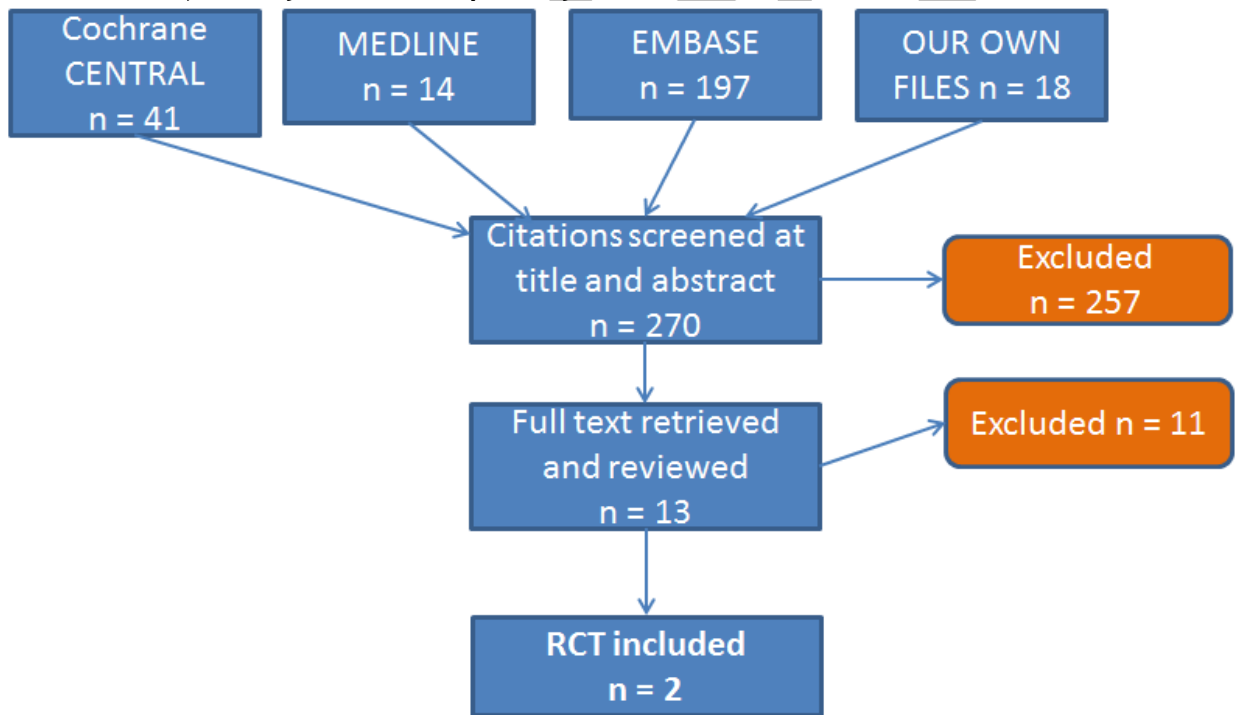 Cochrane
CENTRAL
n = 41
MEDLINE
n = 14
EMBASE
n = 197
OUR OWN
FILES n = 18
Citations screened at
title and abstract
n = 270
Excluded
n = 257
Full text retrieved
and reviewed
n = 13
Excluded n = 11
RCT included
n = 2